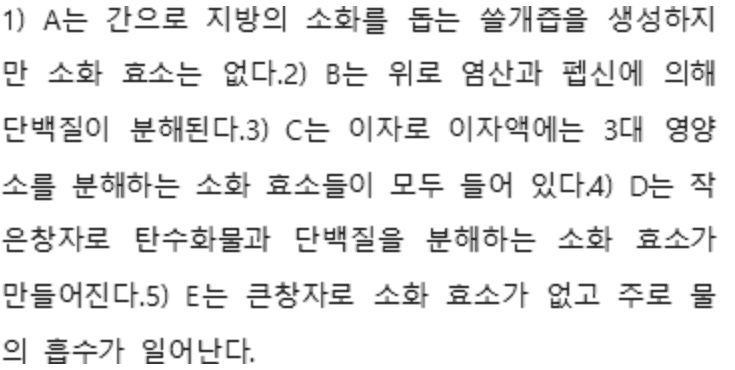 1) A는 간으로 지방의 소화를 돕는 쓸개즙을 생성하지
만 소화 효소는 없다.2) B는 위로 염산과 펩신에 의해
단백질이 분해된다.3) C는 이자로 이자액에는 3대 영양
소를 분해하는 소화 효소들이 모두 들어 있다.4) D는 작
은창자로 탄수화물과 단백질을 분해하는 소화 효소가
만들어진다.5) E는 큰창자로 소화 효소가 없고 주로 물
의 흡수가 일어난다.